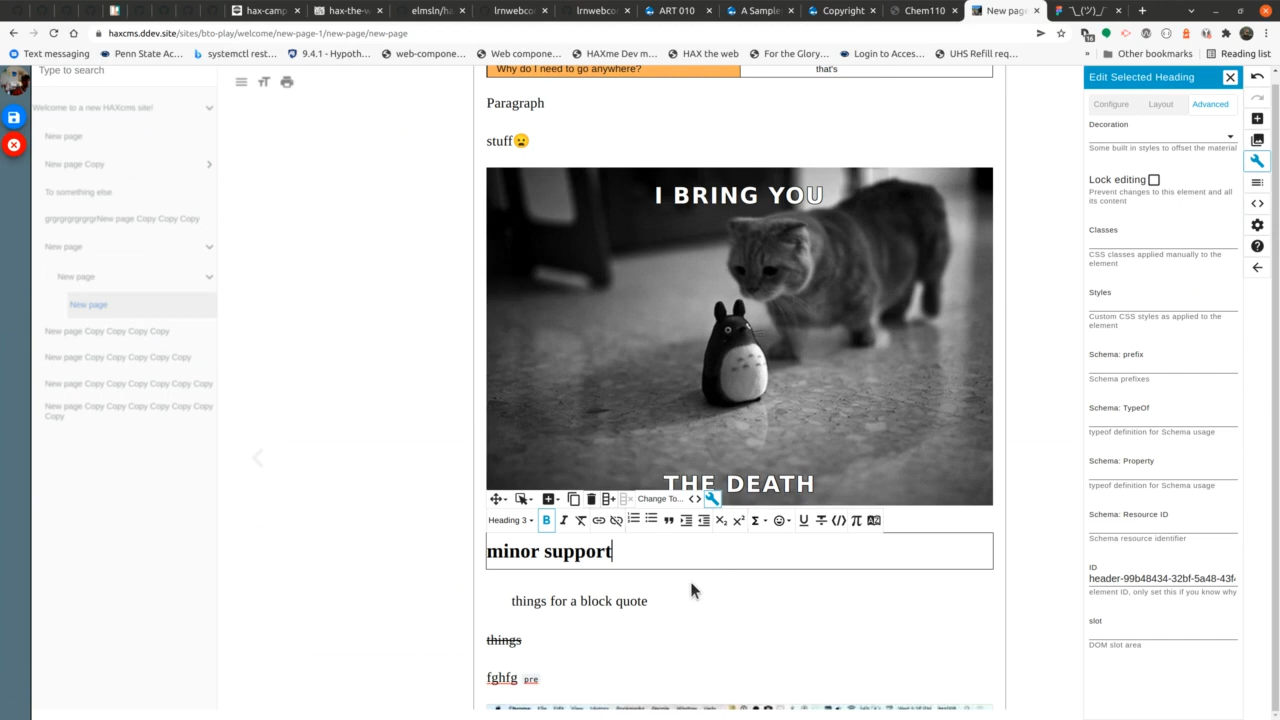 hax-camp
hax-the-w
elmsln/ha
lrnwebco
lrnwebco
ART 010
A Sample
Copyright
Chem110
New pag
haxcms.ddev.site/sites/bto-play/welcome/new-page-1/new-page/new-page
Text messaging
Penn State Ac...
systemctl rest...
9.4.1 - Hypoth...
web-compone...
Web compone...
HAXme Dev m...
HAX the web
For the Glory...
Login to Acces...
UHS Refill req...
»
Other bookmarks
Reading list
Type to search
Welcome to a new HAXcms site!
New page
New page Copy
To something else
grgrgrgrgrgrNew page Copy Copy Copy
New page
New page
New page
New page Copy Copy Copy Copy
New page Copy Copy Copy Copy Copy
New page Copy Copy Copy Copy Copy Copy
New page Copy Copy Copy Copy Copy Copy
Copy
Why do I need to go anywhere?
that's
Paragraph
stuff😦
I BRING YOU
THE DEATH
Change To...
Heading 3
minor support
things for a block quote
things
fghfg pre
Edit Selected Heading
Configure
Layout
Advanced
Decoration
Some built in styles to offset the material
Lock editing
Prevent changes to this element and all
its content
Classes
CSS classes applied manually to the
element
Styles
Custom CSS styles as applied to the
element
Schema: prefix
Schema prefixes
Schema: TypeOf
typeof definition for Schema usage
Schema: Property
typeof definition for Schema usage
Schema: Resource ID
Schema resource identifier
ID
header-99b48434-32bf-5a48-43f
element ID, only set this if you know why
slot
DOM slot area